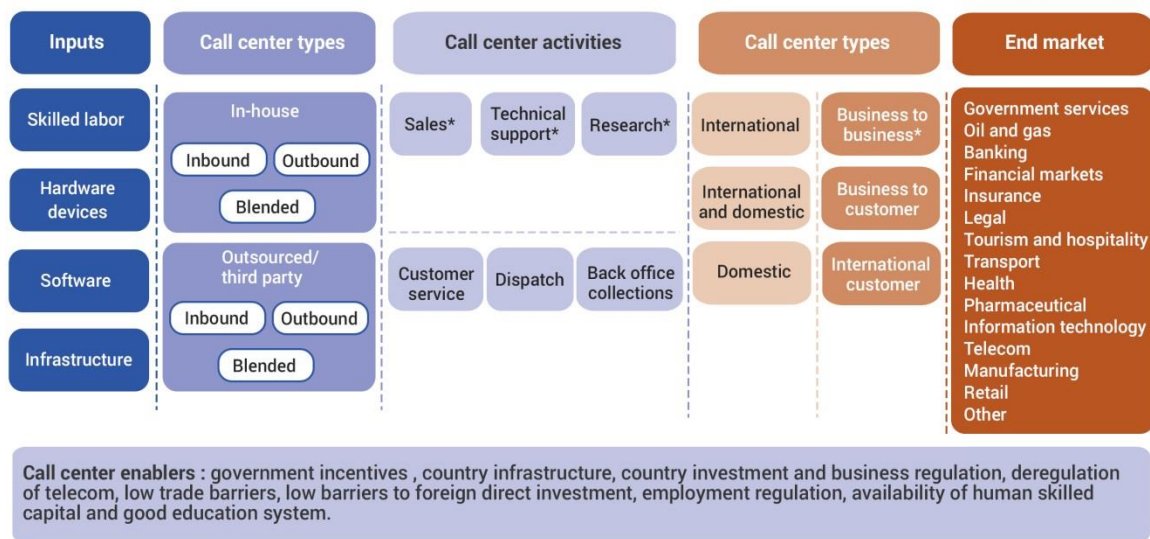 Inputs
Call center types
Call center activities
Call center types
End market
Skilled labor
Hardware
devices
Software
Infrastructure
In-house
Inbound
Outbound
Blended
Outsourced/
third party
Inbound
Outbound
Blended
Sales*
Technical
support*
Research*
Customer
service
Dispatch
Back office
collections
International
International
and domestic
Domestic
Business to
business*
Business to
customer
International
customer
Government services
Oil and gas
Banking
Financial markets
Insurance
Legal
Tourism and hospitality
Transport
Health
Pharmaceutical
Information technology
Telecom
Manufacturing
Retail
Other
Call center enablers : government incentives , country infrastructure, country investment and business regulation, deregulation
of telecom, low trade barriers, low barriers to foreign direct investment, employment regulation, availability of human skilled
capital and good education system.